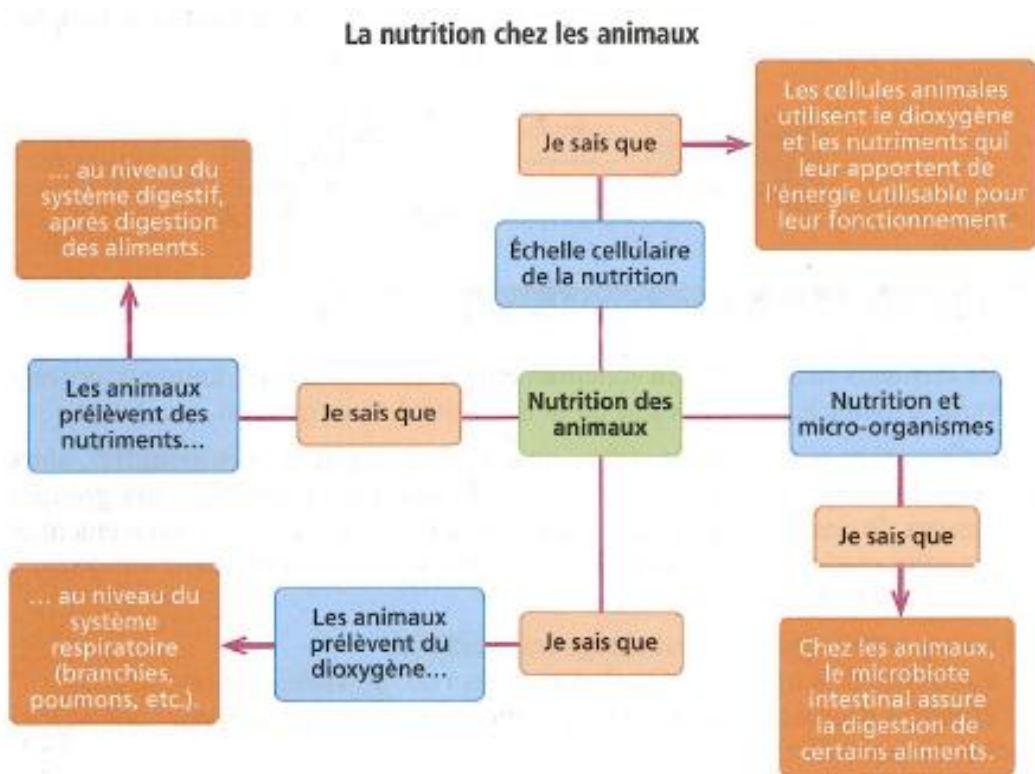 La nutrition chez les animaux
Les cellules animales
utilisent le dioxygène
et les nutriments qui
leur apportent de
l'énergie utilisable pour
leur fonctionnement.
Je sais que
... au niveau du
système digestif,
après digestion
des aliments.
Échelle cellulaire
de la nutrition
Les animaux
prélèvent des
nutriments...
Je sais que
Nutrition des
animaux
Nutrition et
micro-organismes
Je sais que
... au niveau du
système
respiratoire
(branchies,
poumons, etc.).
Les animaux
prélèvent du
dioxygène...
Je sais que
Chez les animaux,
le microbiote
intestinal assure
la digestion de
certains aliments.